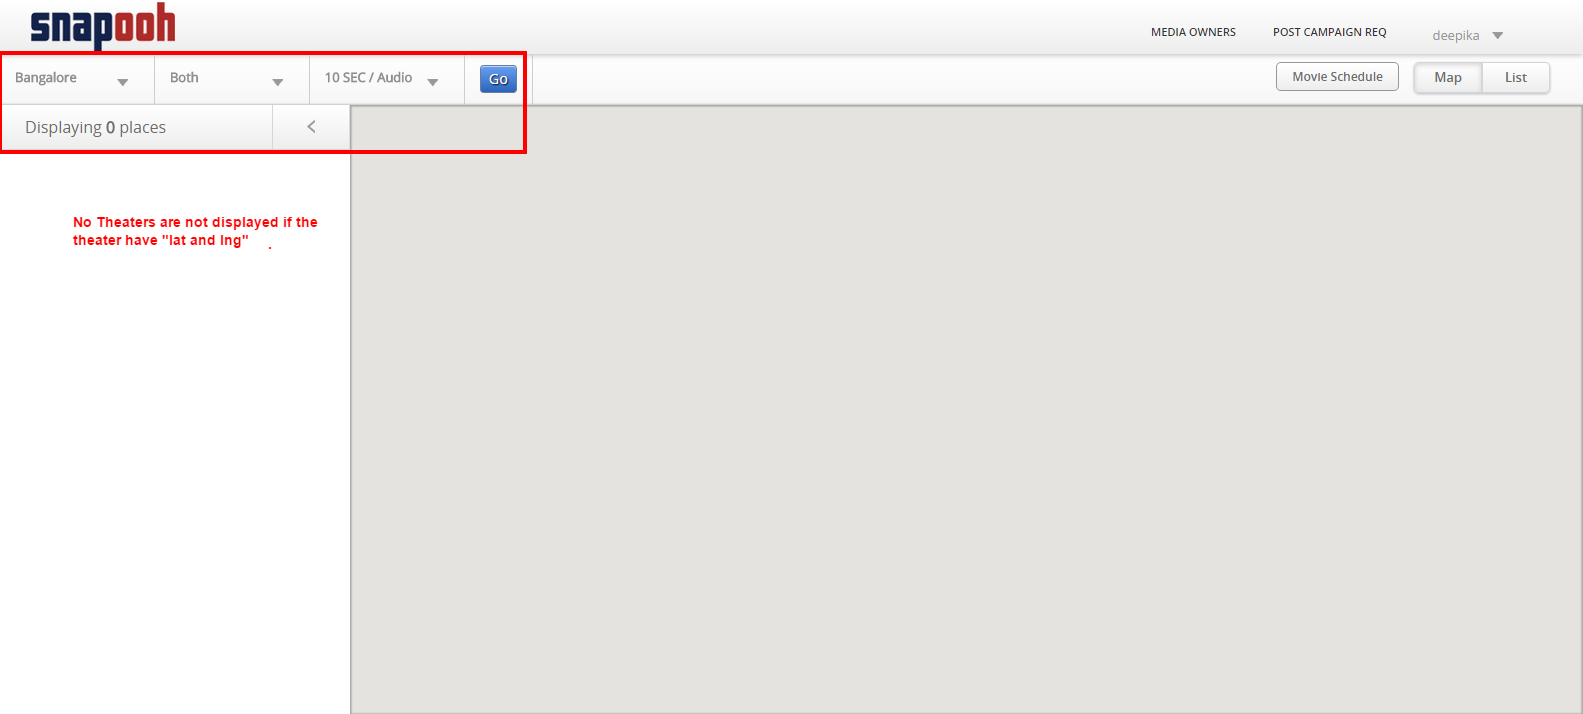 snapooh
MEDIA OWNERS POST CAMPAIGN REQ deepika
Bangalore Both 10 SEC / Audio Go Movie Schedule Map List
Displaying 0 places <
No Theaters are not displayed if the
theater have "lat and lng" .